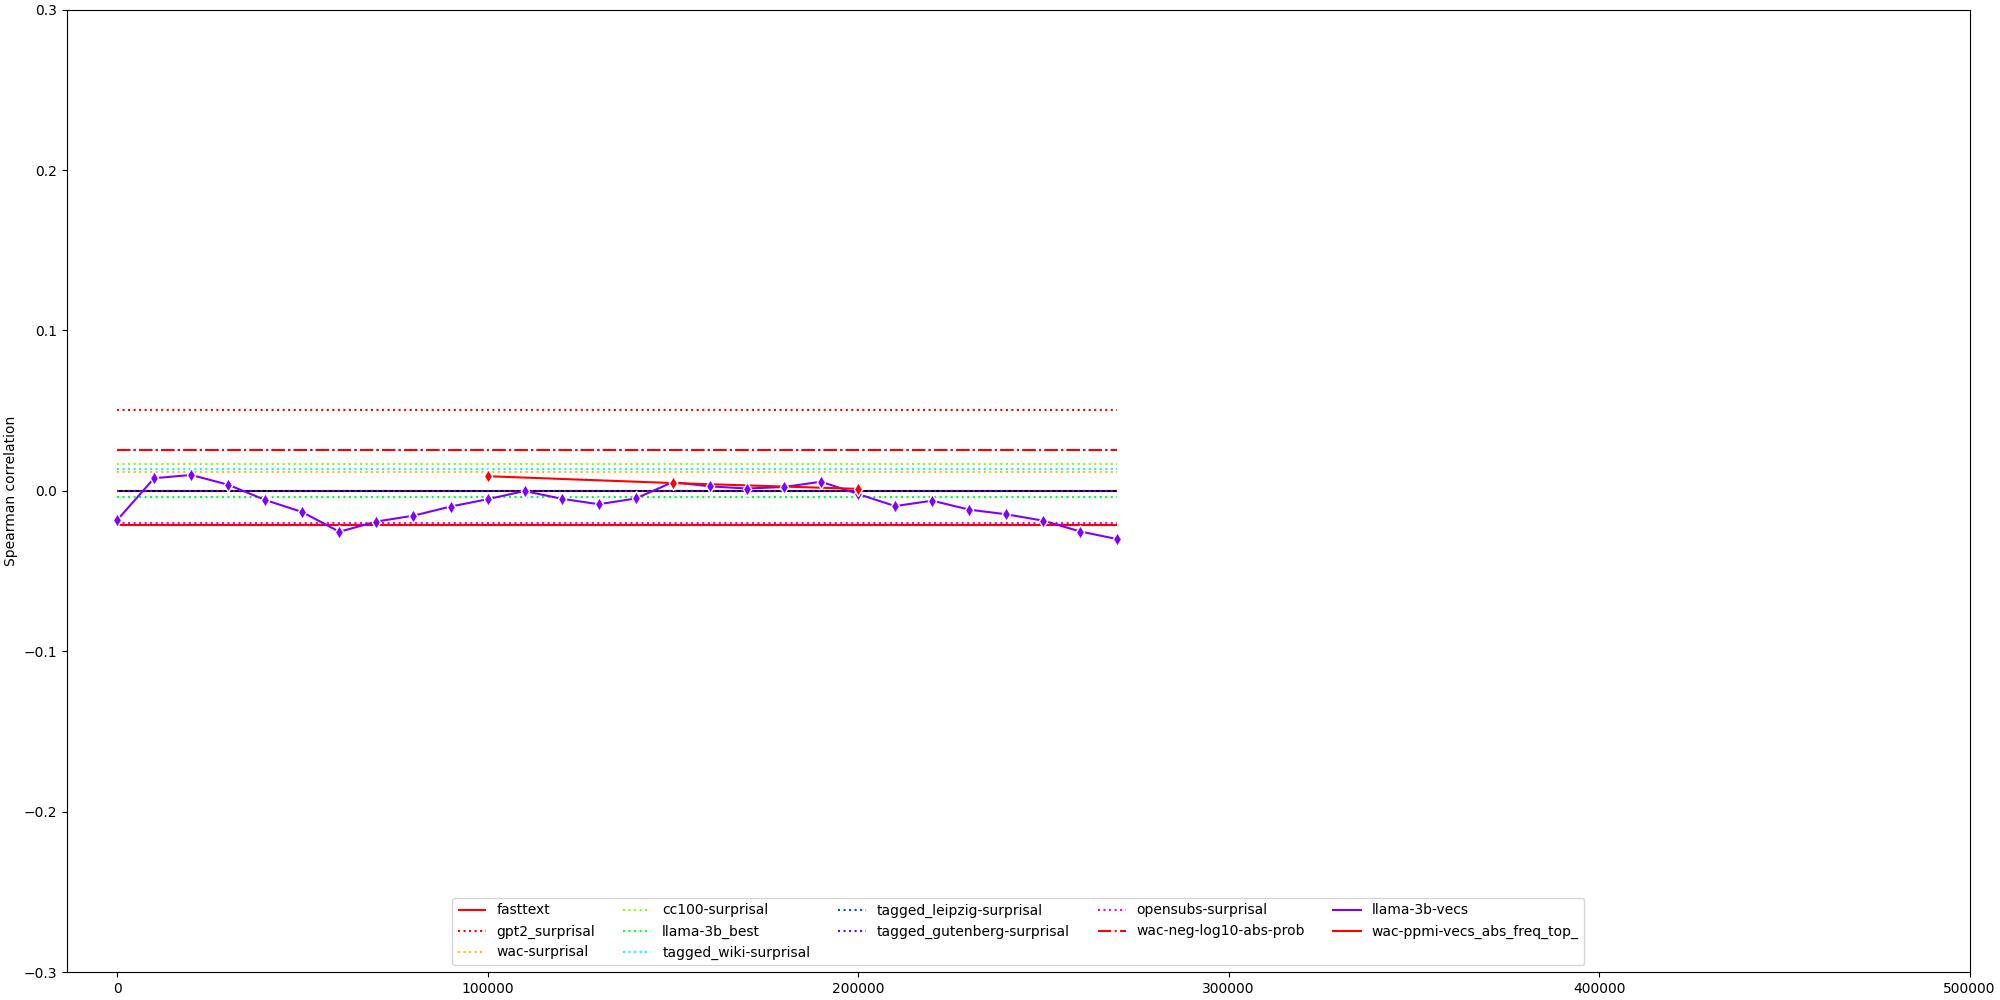 0.3
0.2
0.1
0.0
−0.1
−0.2
−0.3
Spearman correlation
fasttext
gpt2_surprisal
wac-surprisal
cc100-surprisal
llama-3b_best
tagged_wiki-surprisal
tagged_leipzig-surprisal
tagged_gutenberg-surprisal
opensubs-surprisal
wac-neg-log10-abs-prob
llama-3b-vecs
wac-ppmi-vecs_abs_freq_top_
0 100000 200000 300000 400000 500000